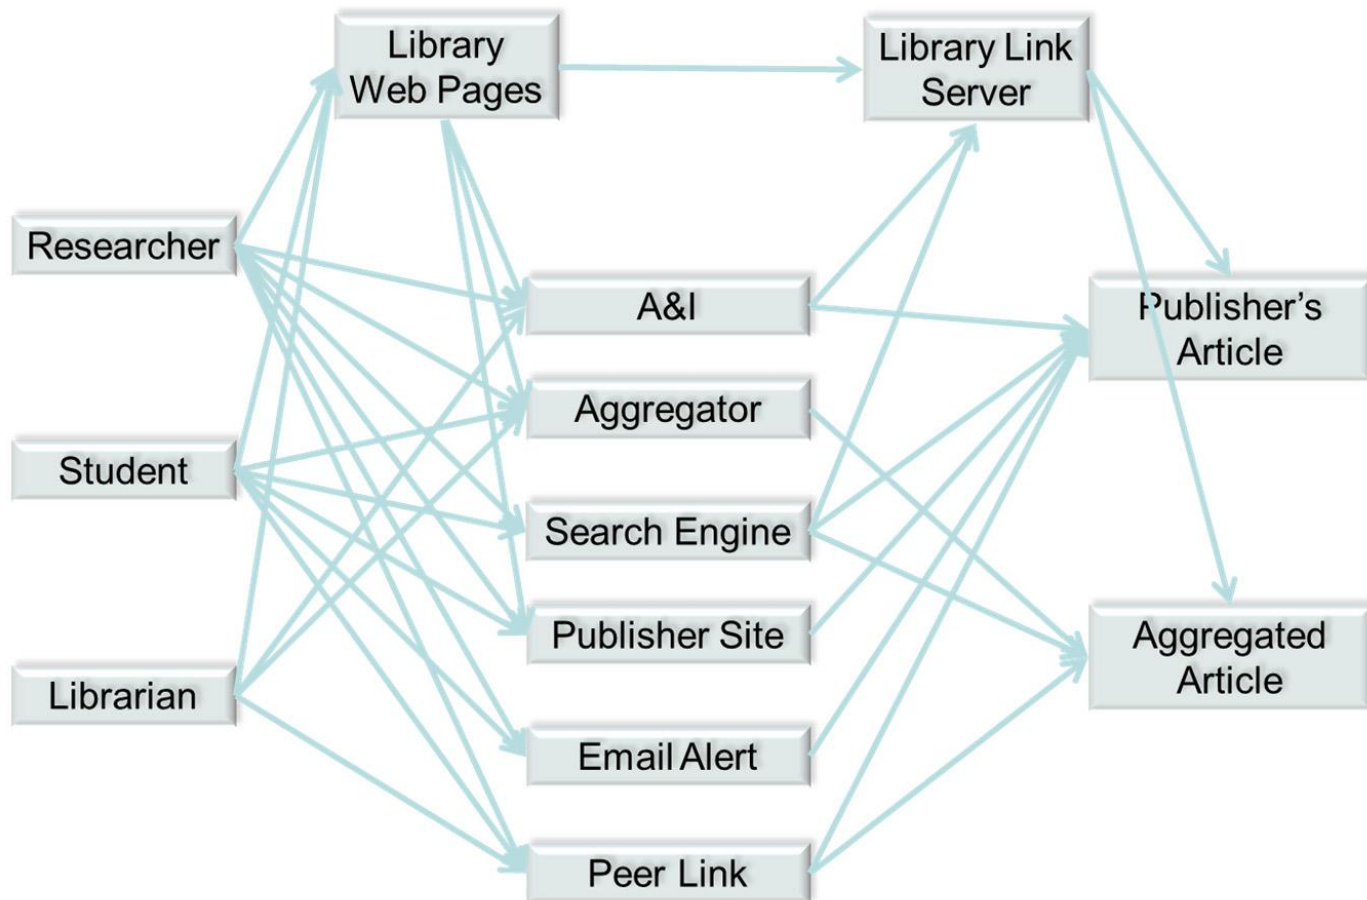 Library
Web Pages
Library Link
Server
Researcher
A&I
Publisher’s
Article
Aggregator
Student
Search Engine
Publisher Site
Aggregated
Article
Librarian
Email Alert
Peer Link